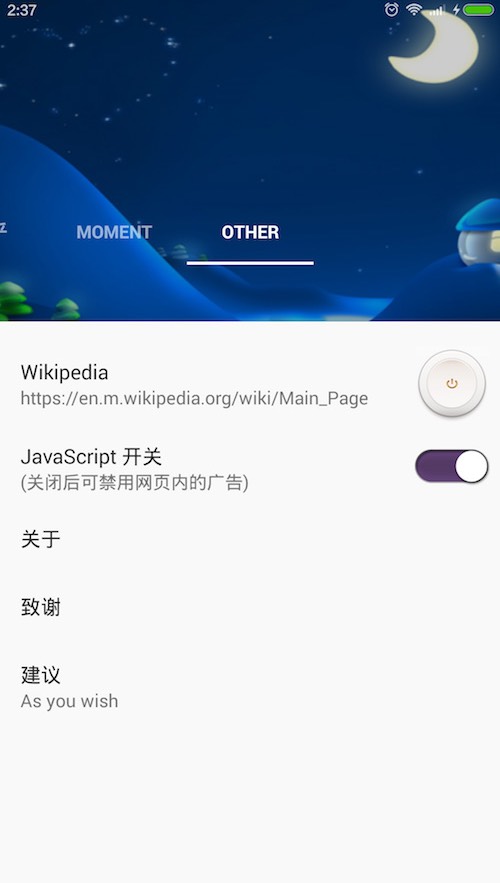 2:37
MOMENT
OTHER
Wikipedia
https://en.m.wikipedia.org/wiki/Main_Page
JavaScript 开关
(关闭后可禁用网页内的广告)
关于
致谢
建议
As you wish